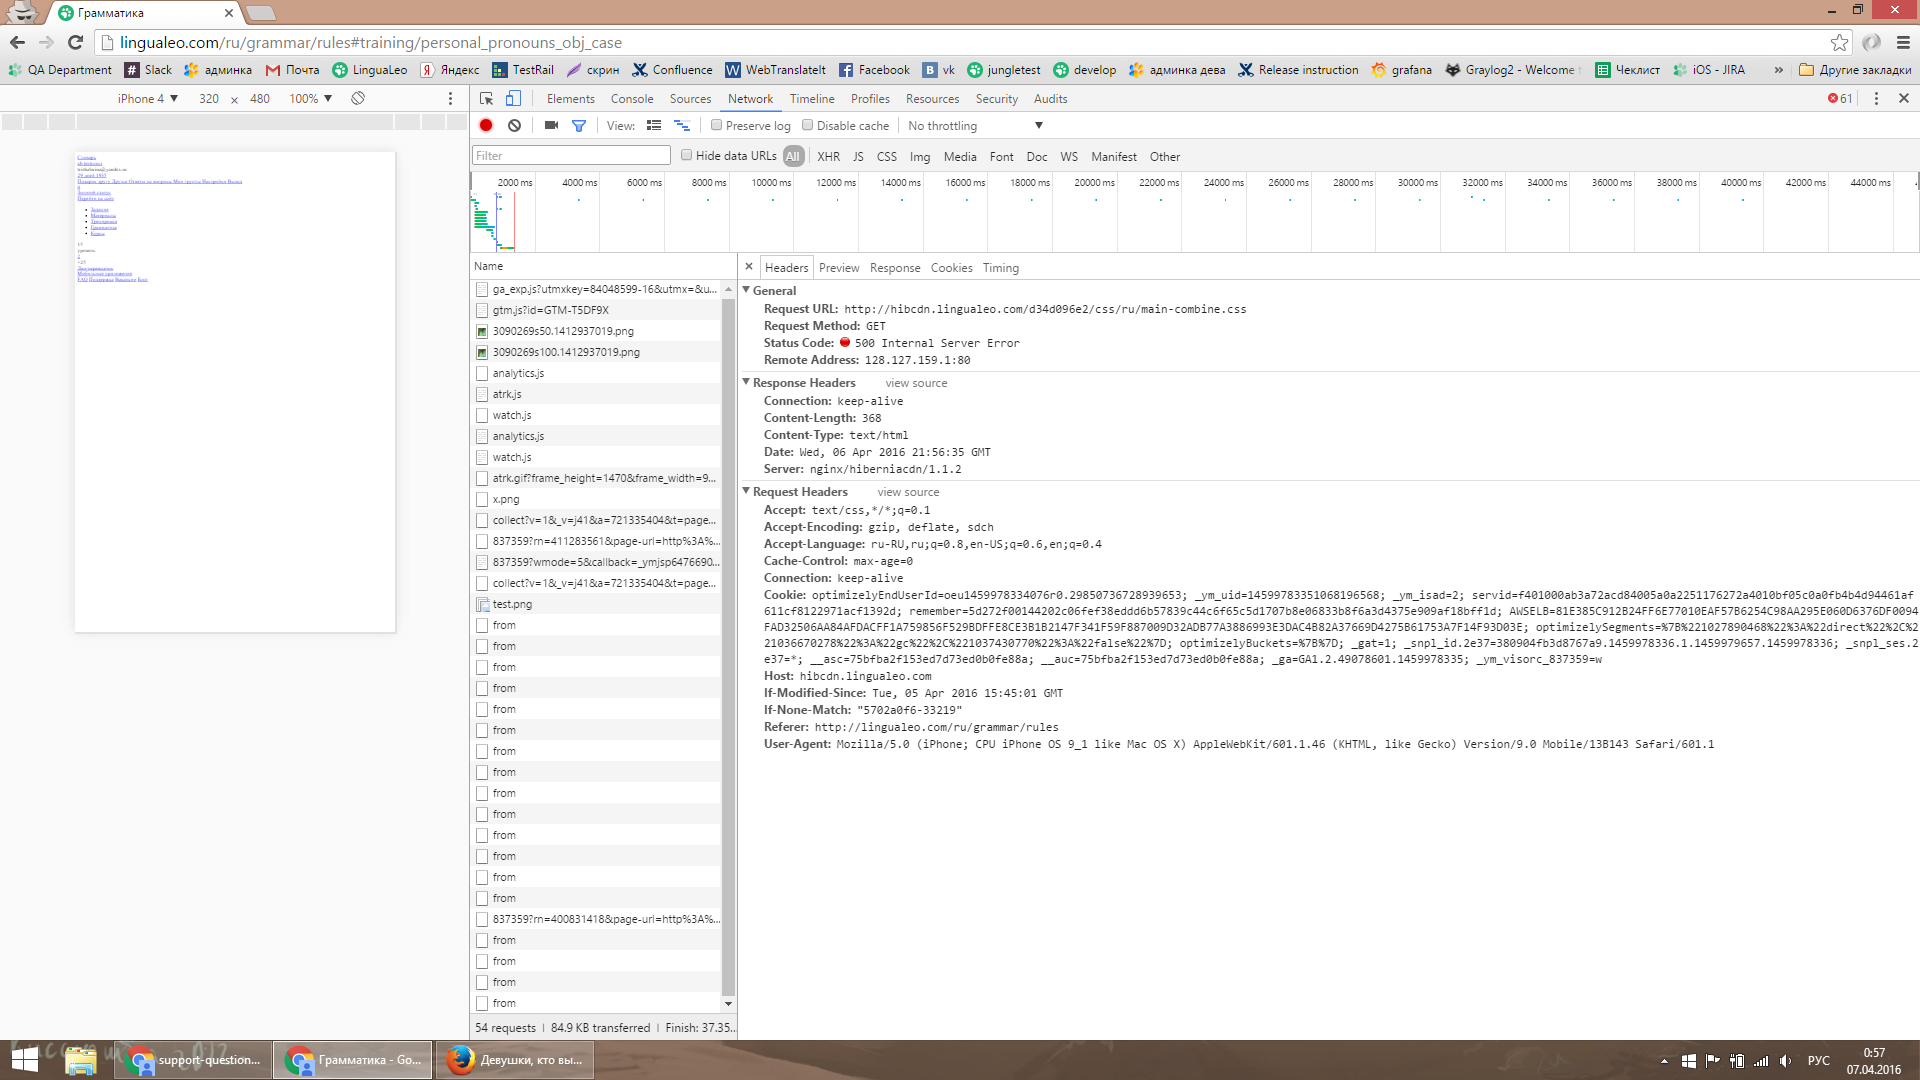 Грамматика
lingualeo.com/ru/grammar/rules#training/personal_pronouns_obj_case
QA Department Slack админка Почта LinguaLeo Яндекс TestRail скрин Confluence WebTranslateIt Facebook vk jungletest develop админка дева Release instruction grafana Graylog2 - Welcome Чеклист iOS - JIRA » Другие закладки
iPhone 4 ▼ 320 x 480 100% ▼
Elements Console Sources Network Timeline Profiles Resources Security Audits 61
View: Preserve log Disable cache No throttling ▼
Filter Hide data URLs All XHR JS CSS Img Media Font Doc WS Manifest Other
2000 ms 4000 ms 6000 ms 8000 ms 10000 ms 12000 ms 14000 ms 16000 ms 18000 ms 20000 ms 22000 ms 24000 ms 26000 ms 28000 ms 30000 ms 32000 ms 34000 ms 36000 ms 38000 ms 40000 ms 42000 ms 44000 ms
Name
ga_exp.js?utmxkey=84048599-16&utmx=&u...
gtm.js?id=GTM-T5DF9X
3090269s50.1412937019.png
3090269s100.1412937019.png
analytics.js
atrk.js
watch.js
analytics.js
watch.js
atrk.gif?frame_height=1470&frame_width=9...
x.png
collect?v=1&_v=j41&a=721335404&t=page...
837359?rn=411283561&page-url=http%3A%...
837359?wmode=5&callback=_ymjsp6476690...
collect?v=1&_v=j41&a=721335404&t=page...
test.png
from
from
from
from
from
from
from
from
from
from
from
from
from
from
837359?rn=400831418&page-url=http%3A%...
from
from
from
from
54 requests | 84.9 KB transferred | Finish: 37.35...
Headers Preview Response Cookies Timing
General
Request URL: http://hibcdn.lingualeo.com/d34d096e2/css/ru/main-combine.css
Request Method: GET
Status Code: 500 Internal Server Error
Remote Address: 128.127.159.1:80
Response Headers view source
Connection: keep-alive
Content-Length: 368
Content-Type: text/html
Date: Wed, 06 Apr 2016 21:56:35 GMT
Server: nginx/hiberniacdn/1.1.2
Request Headers view source
Accept: text/css,*/*;q=0.1
Accept-Encoding: gzip, deflate, sdch
Accept-Language: ru-RU,ru;q=0.8,en-US;q=0.6,en;q=0.4
Cache-Control: max-age=0
Connection: keep-alive
Cookie: optimizelyEndUserId=oeu1459978334076r0.29850736728939653; _ym_uid=14599783351068196568; _ym_isad=2; servid=f401000ab3a72acd84005a0a2251176272a4010bf05c0a0fb4b4d94461af
611cf8122971acf1392d; remember=5d272f00144202c06fef38eddd6b57839c44c6f65c5d1707b8e06833b8f6a3d4375e909af18bff1d; AWSELB=81E385C912B24FF6E77010EAF57B6254C98AA295E060D6376DF0094
FAD32506AA84AFDACFF1A759856F529BDFFE8CE3B1B2147F341F59F887009D32ADB77A3886993E3DAC4B82A37669D4275B61753A7F14F93D03E; optimizelySegments=%7B%221027890468%22%3A%22direct%22%2C%2
21036670278%22%3A%22gc%22%2C%221037430770%22%3A%22false%22%7D; optimizelyBuckets=%7B%7D; _gat=1; _snpl_id.2e37=380904fb3d8767a9.1459978336.1.1459979657.1459978336; _snpl_ses.2
e37=*; __asc=75bfba2f153ed7d73ed0b0fe88a; __auc=75bfba2f153ed7d73ed0b0fe88a; _ga=GA1.2.49078601.1459978335; _ym_visorc_837359=w
Host: hibcdn.lingualeo.com
If-Modified-Since: Tue, 05 Apr 2016 15:45:01 GMT
If-None-Match: "5702a0f6-33219"
Referer: http://lingualeo.com/ru/grammar/rules
User-Agent: Mozilla/5.0 (iPhone; CPU iPhone OS 9_1 like Mac OS X) AppleWebKit/601.1.46 (KHTML, like Gecko) Version/9.0 Mobile/13B143 Safari/601.1
support-question... Грамматика - Go... Девушки, кто вы... РУС 0:57
07.04.2016